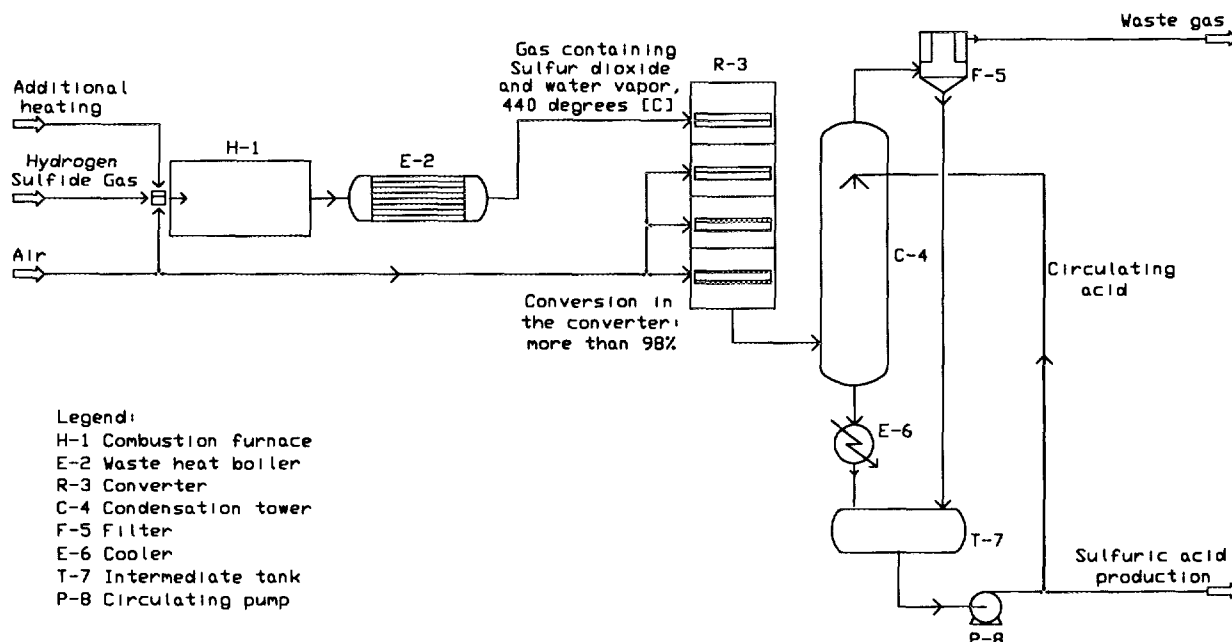 Waste gas
Gas containing
Sulfur dioxide
and water vapor,
440 degrees [C]
R-3
F-5
Additional
heating
H-1
E-2
Hydrogen
Sulfide Gas
Air
C-4
Circulating
acid
Conversion in
the converter:
more than 98%
Legend:
H-1 Combustion furnace
E-2 Waste heat boiler
R-3 Converter
C-4 Condensation tower
F-5 Filter
E-6 Cooler
T-7 Intermediate tank
P-8 Circulating pump
E-6
T-7
Sulfuric acid
production
P-8